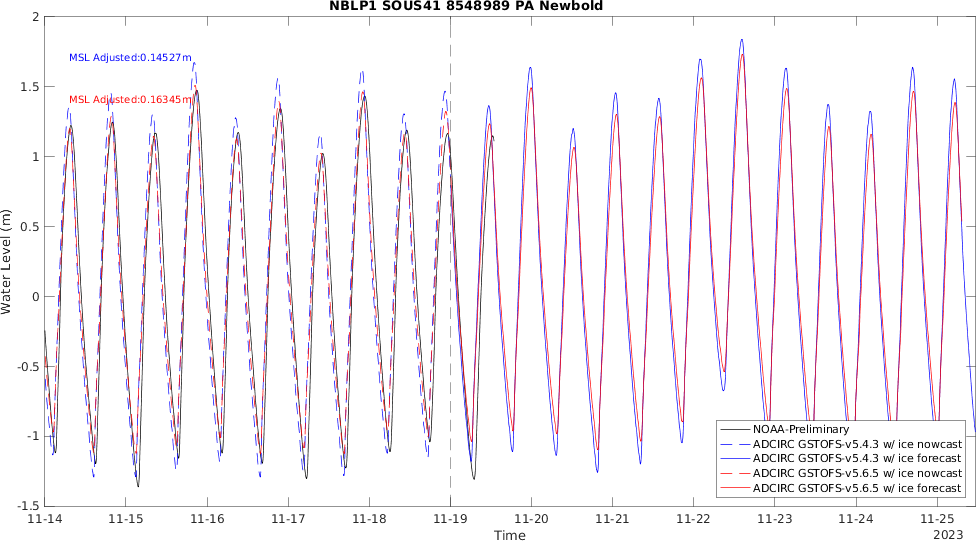 NBLP1 SOUS41 8548989 PA Newbold
2
1.5
1
0.5
0
-0.5
-1
-1.5
Water Level (m)
MSL Adjusted:0.14527m
MSL Adjusted:0.16345m
NOAA-Preliminary
ADCIRC GSTOFS-v5.4.3 w/ ice nowcast
ADCIRC GSTOFS-v5.4.3 w/ ice forecast
ADCIRC GSTOFS-v5.6.5 w/ ice nowcast
ADCIRC GSTOFS-v5.6.5 w/ ice forecast
11-14 11-15 11-16 11-17 11-18 11-19 11-20 11-21 11-22 11-23 11-24 11-25
Time
2023